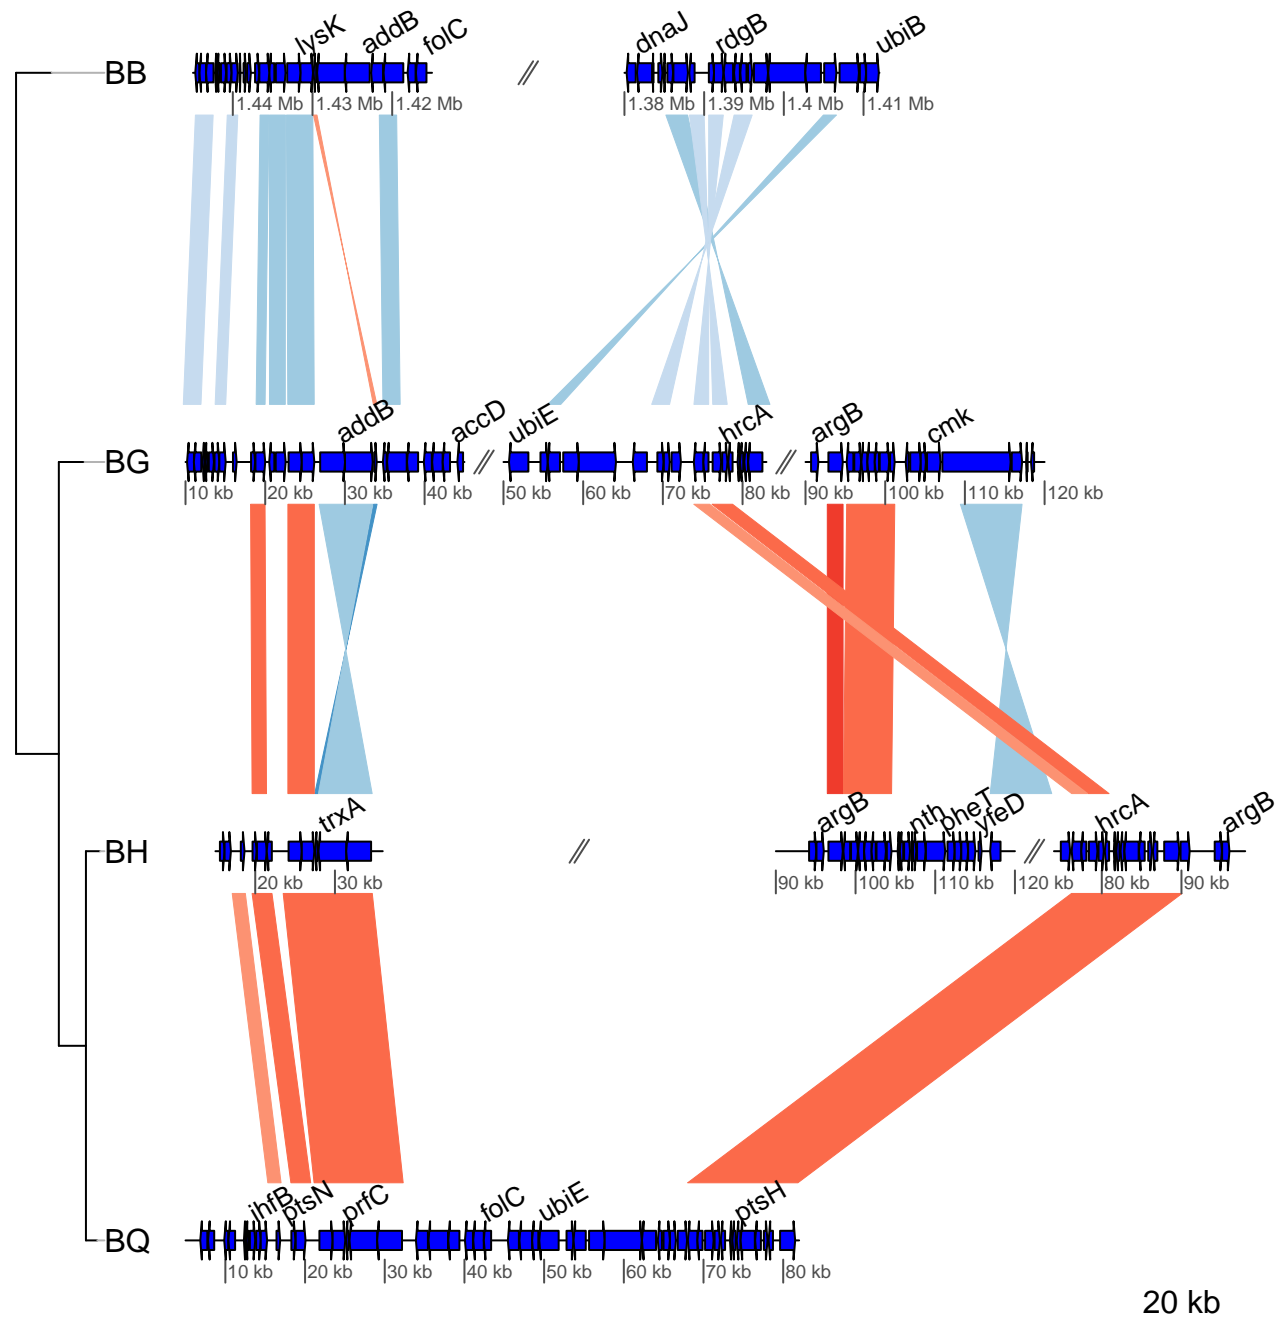 lysK addB folC dnaJ rdgB ubiB
BB //
1.44 Mb 1.43 Mb 1.42 Mb 1.38 Mb 1.39 Mb 1.4 Mb 1.41 Mb
addB accD ubiE hrcA argB cmk
BG // //
10 kb 20 kb 30 kb 40 kb 50 kb 60 kb 70 kb 80 kb 90 kb 100 kb 110 kb 120 kb
trxA argB nth pheT yfeD hrcA argB
BH // //
20 kb 30 kb 90 kb 100 kb 110 kb 120 kb 80 kb 90 kb
ihfB ptsN prfC folC ubiE ptsH
BQ
10 kb 20 kb 30 kb 40 kb 50 kb 60 kb 70 kb 80 kb
20 kb